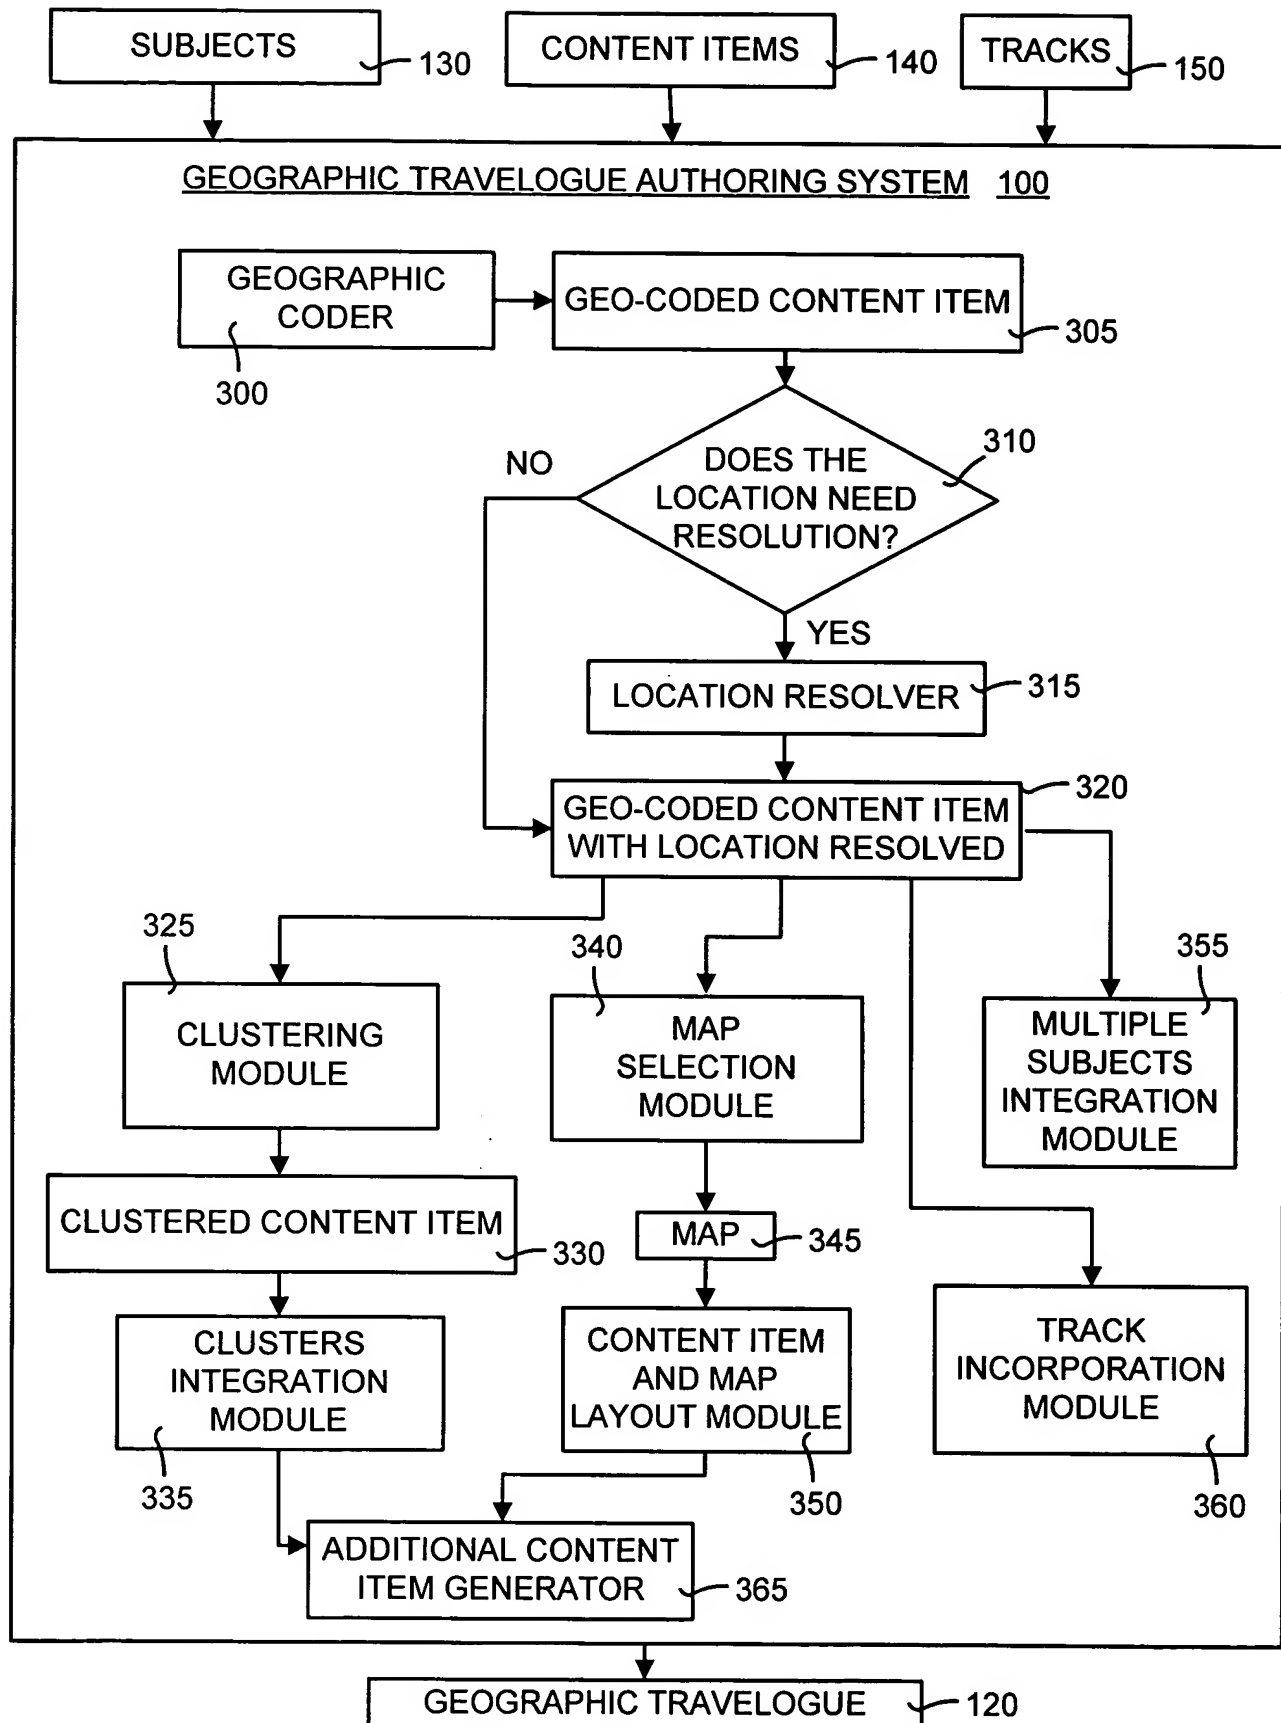 SUBJECTS
130
CONTENT ITEMS
140
TRACKS
150
GEOGRAPHIC TRAVELOGUE AUTHORING SYSTEM 100
GEOGRAPHIC
CODER
300
GEO-CODED CONTENT ITEM
305
DOES THE
LOCATION NEED
RESOLUTION?
310
NO
YES
LOCATION RESOLVER
315
GEO-CODED CONTENT ITEM
WITH LOCATION RESOLVED
320
325
CLUSTERING
MODULE
340
MAP
SELECTION
MODULE
355
MULTIPLE
SUBJECTS
INTEGRATION
MODULE
CLUSTERED CONTENT ITEM
330
MAP
345
CLUSTERS
INTEGRATION
MODULE
335
CONTENT ITEM
AND MAP
LAYOUT MODULE
350
TRACK
INCORPORATION
MODULE
360
ADDITIONAL CONTENT
ITEM GENERATOR
365
GEOGRAPHIC TRAVELOGUE
120